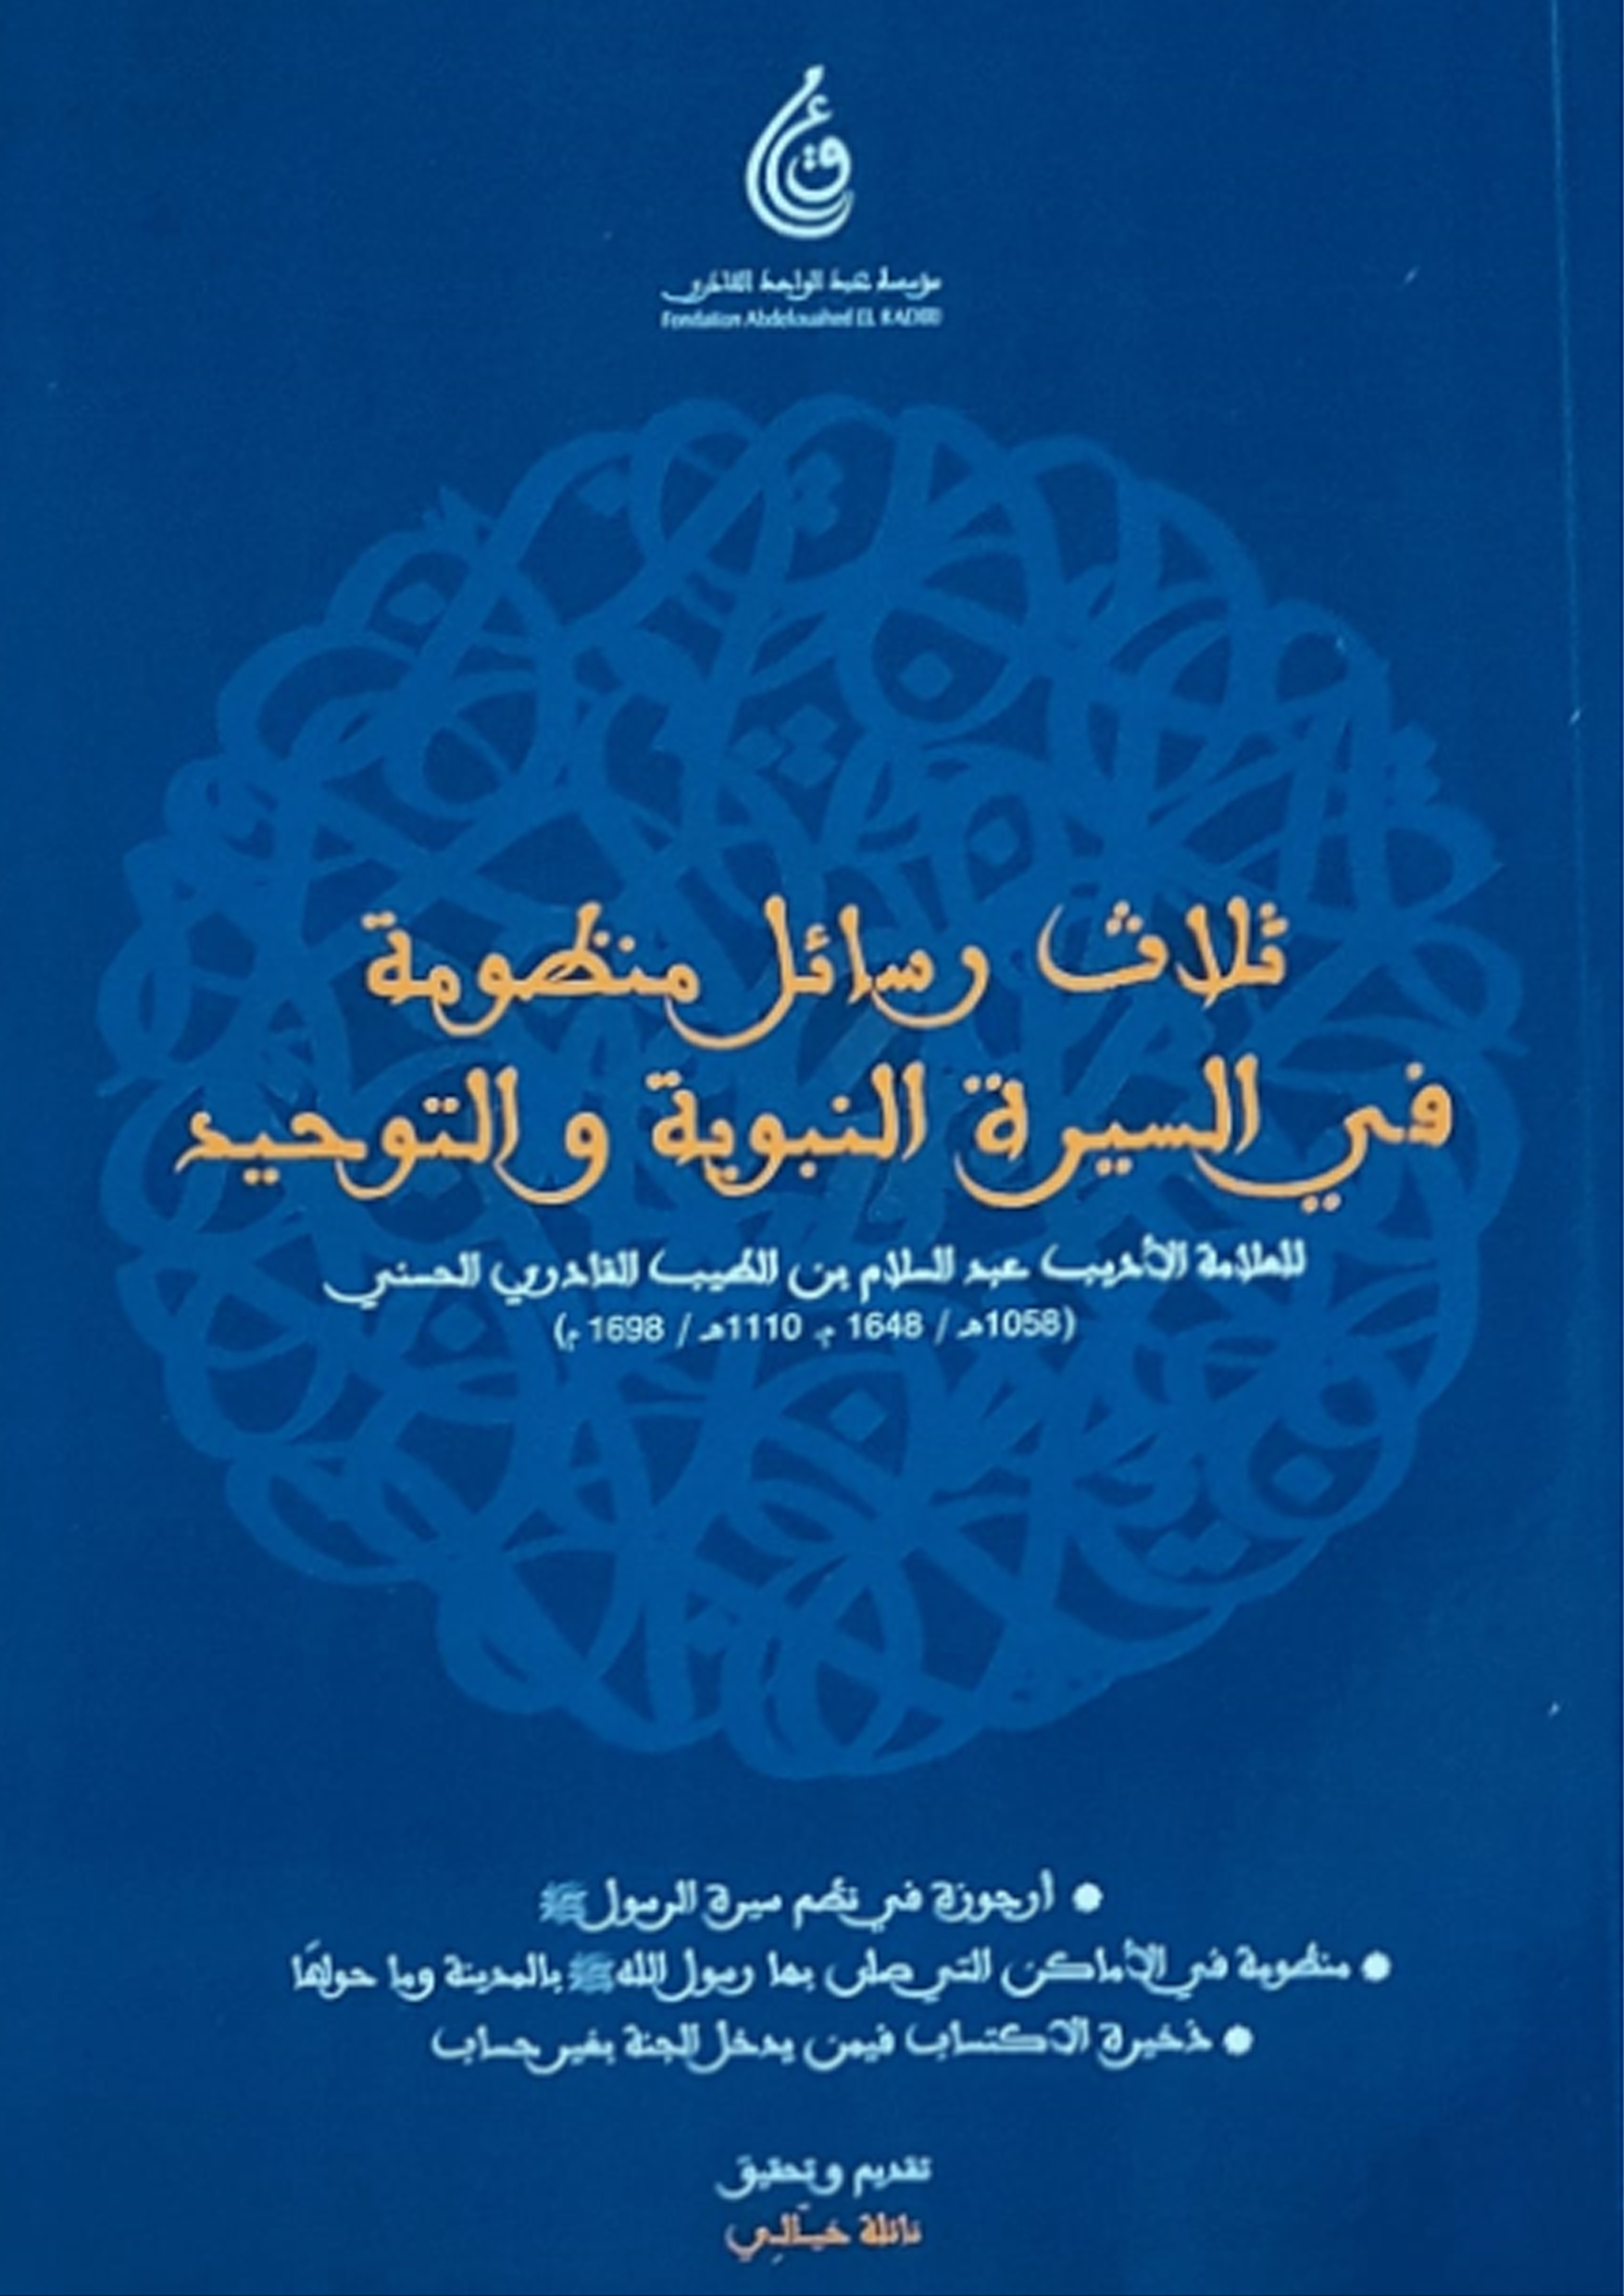 مؤسسة عبد الواحد القادري
Fondation Abdelouahed EL KADIRI
ثلاث رسائل منظومة
في السيرة النبوية و التوحيد
للعلامة الأديب عبد السلام بن الطيب القادري الحسني
(1058هـ / 1648 م. 1110هـ / 1698 م)
● أرجوزة في نظم سيرة الرسول ﷺ
● منظومة في الأماكن التي صلى بها رسول الله ﷺ بالمدينة وما حولهَا
● ذخيرة الاكتساب فيمن يدخل الجنة بغير حساب
تقديم وتحقيق
نائلة